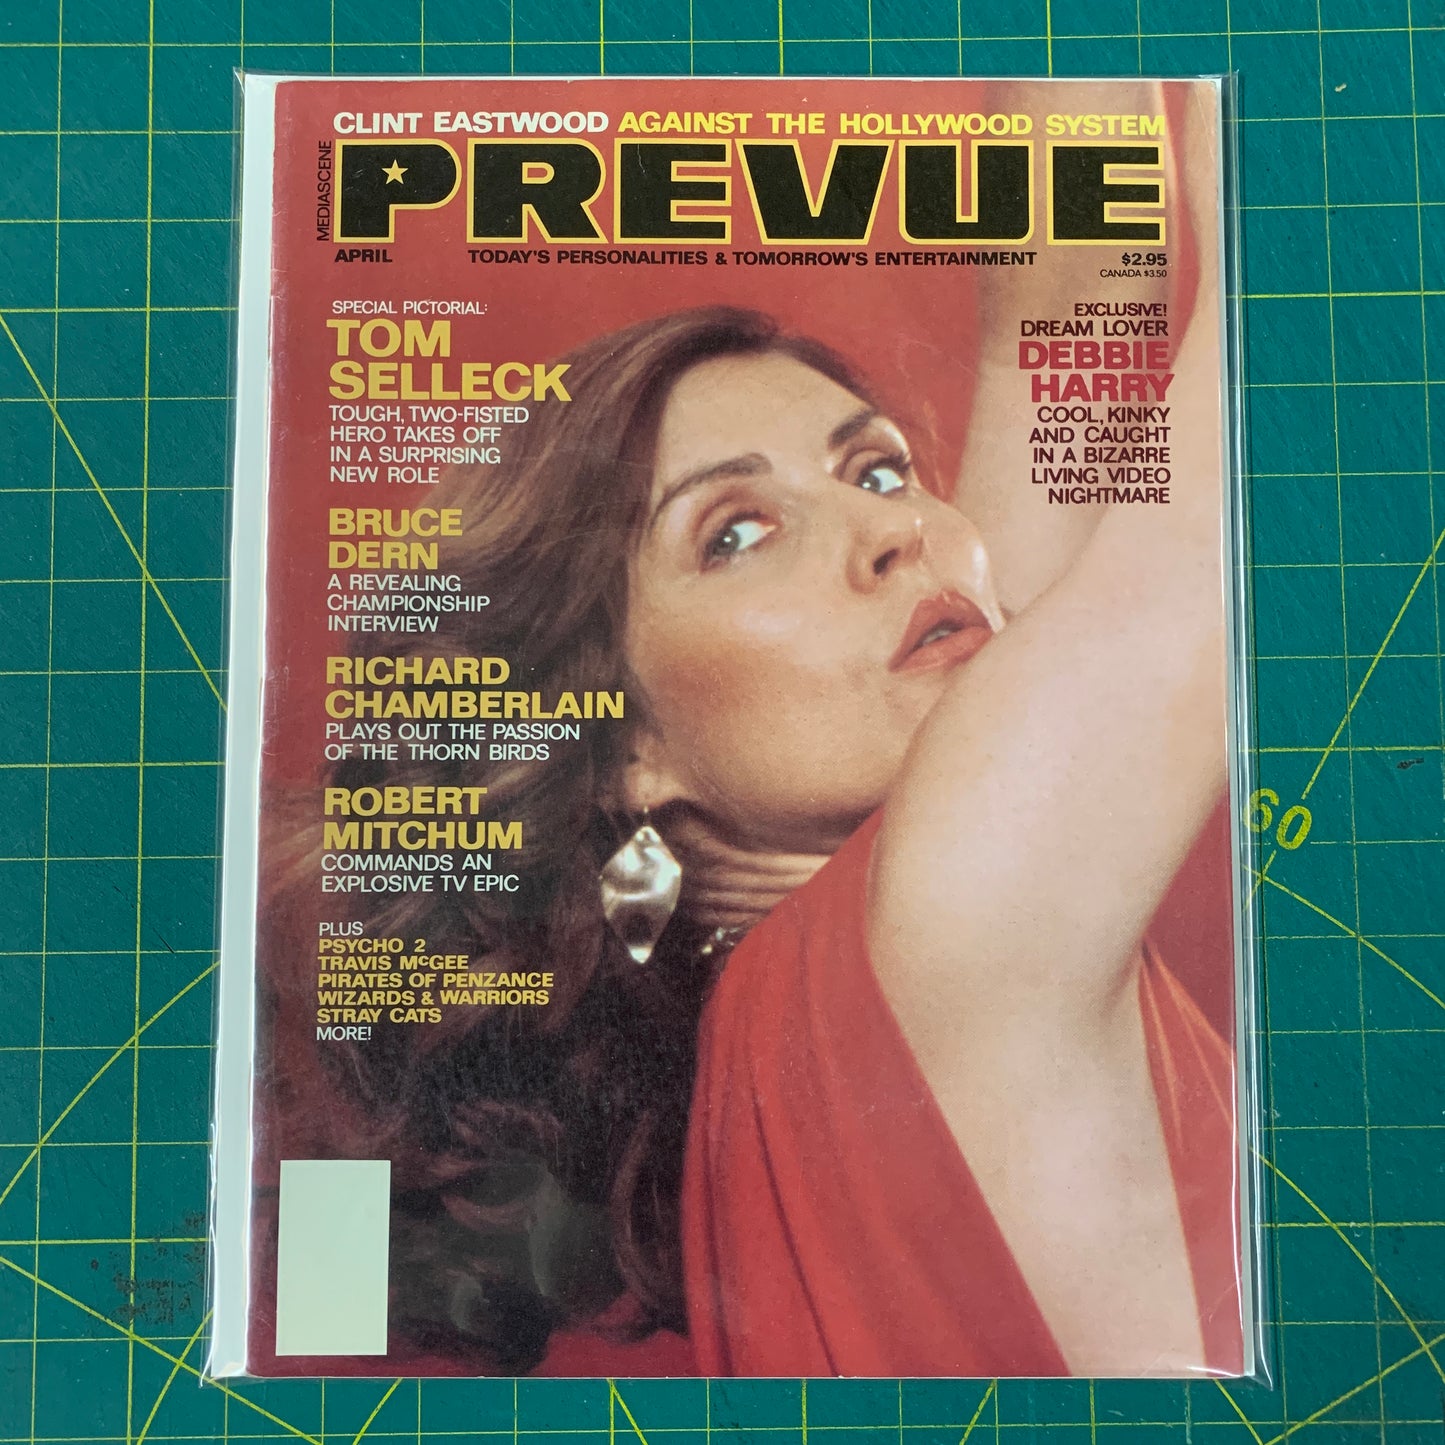 CLINT EASTWOOD AGAINST THE HOLLYWOOD SYSTEM
MEDIASCENE
PREVUE
APRIL
TODAY'S PERSONALITIES & TOMORROW'S ENTERTAINMENT
$2.95
CANADA $3.50
SPECIAL PICTORIAL:
TOM
SELLECK
TOUGH, TWO-FISTED
HERO TAKES OFF
IN A SURPRISING
NEW ROLE
BRUCE
DERN
A REVEALING
CHAMPIONSHIP
INTERVIEW
RICHARD
CHAMBERLAIN
PLAYS OUT THE PASSION
OF THE THORN BIRDS
ROBERT
MITCHUM
COMMANDS AN
EXPLOSIVE TV EPIC
PLUS
PSYCHO 2
TRAVIS McGEE
PIRATES OF PENZANCE
WIZARDS & WARRIORS
STRAY CATS
MORE!
EXCLUSIVE!
DREAM LOVER
DEBBIE
HARRY
COOL, KINKY
AND CAUGHT
IN A BIZARRE
LIVING VIDEO
NIGHTMARE
60